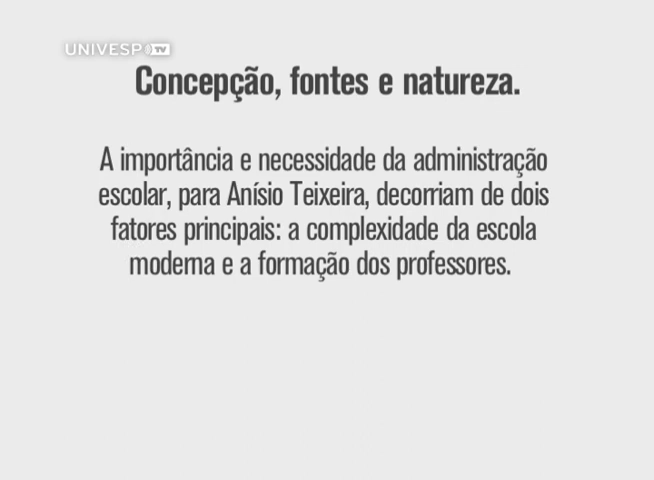 UNIVESP TV
Concepção, fontes e natureza.
A importância e necessidade da administração
escolar, para Anísio Teixeira, decorriam de dois
fatores principais: a complexidade da escola
moderna e a formação dos professores.